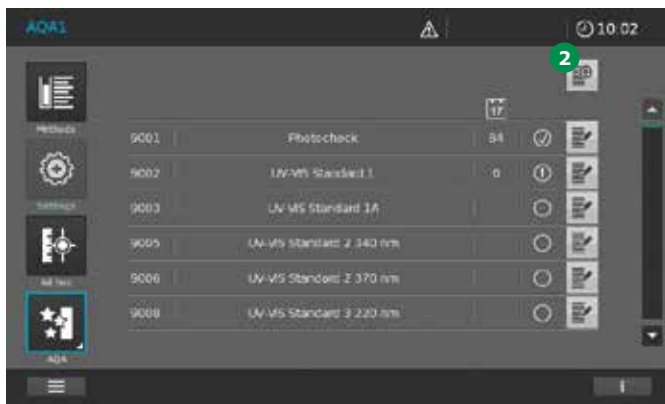 AQA1
10:02
2
17
Methods
9001 Photocheck 84
9002 UV-VIS Standard 1 0
Settings
9003 UV-VIS Standard 1A
9005 UV-VIS Standard 2 340 nm
9006 UV-VIS Standard 2 370 nm
9008 UV-VIS Standard 3 220 nm
AQA
i